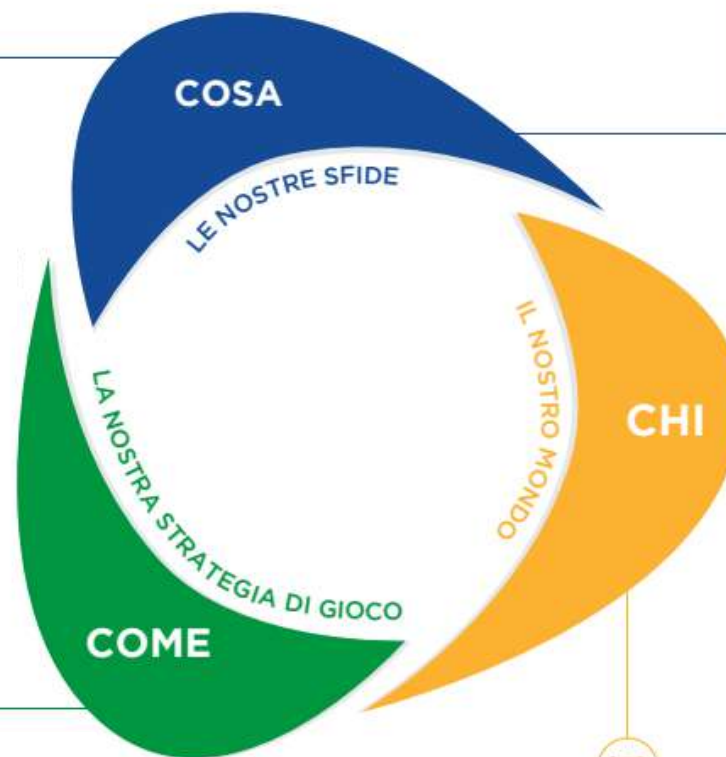 COSA
LE NOSTRE SFIDE
IL NOSTRO MONDO
CHI
LA NOSTRA STRATEGIA DI GIOCO
COME